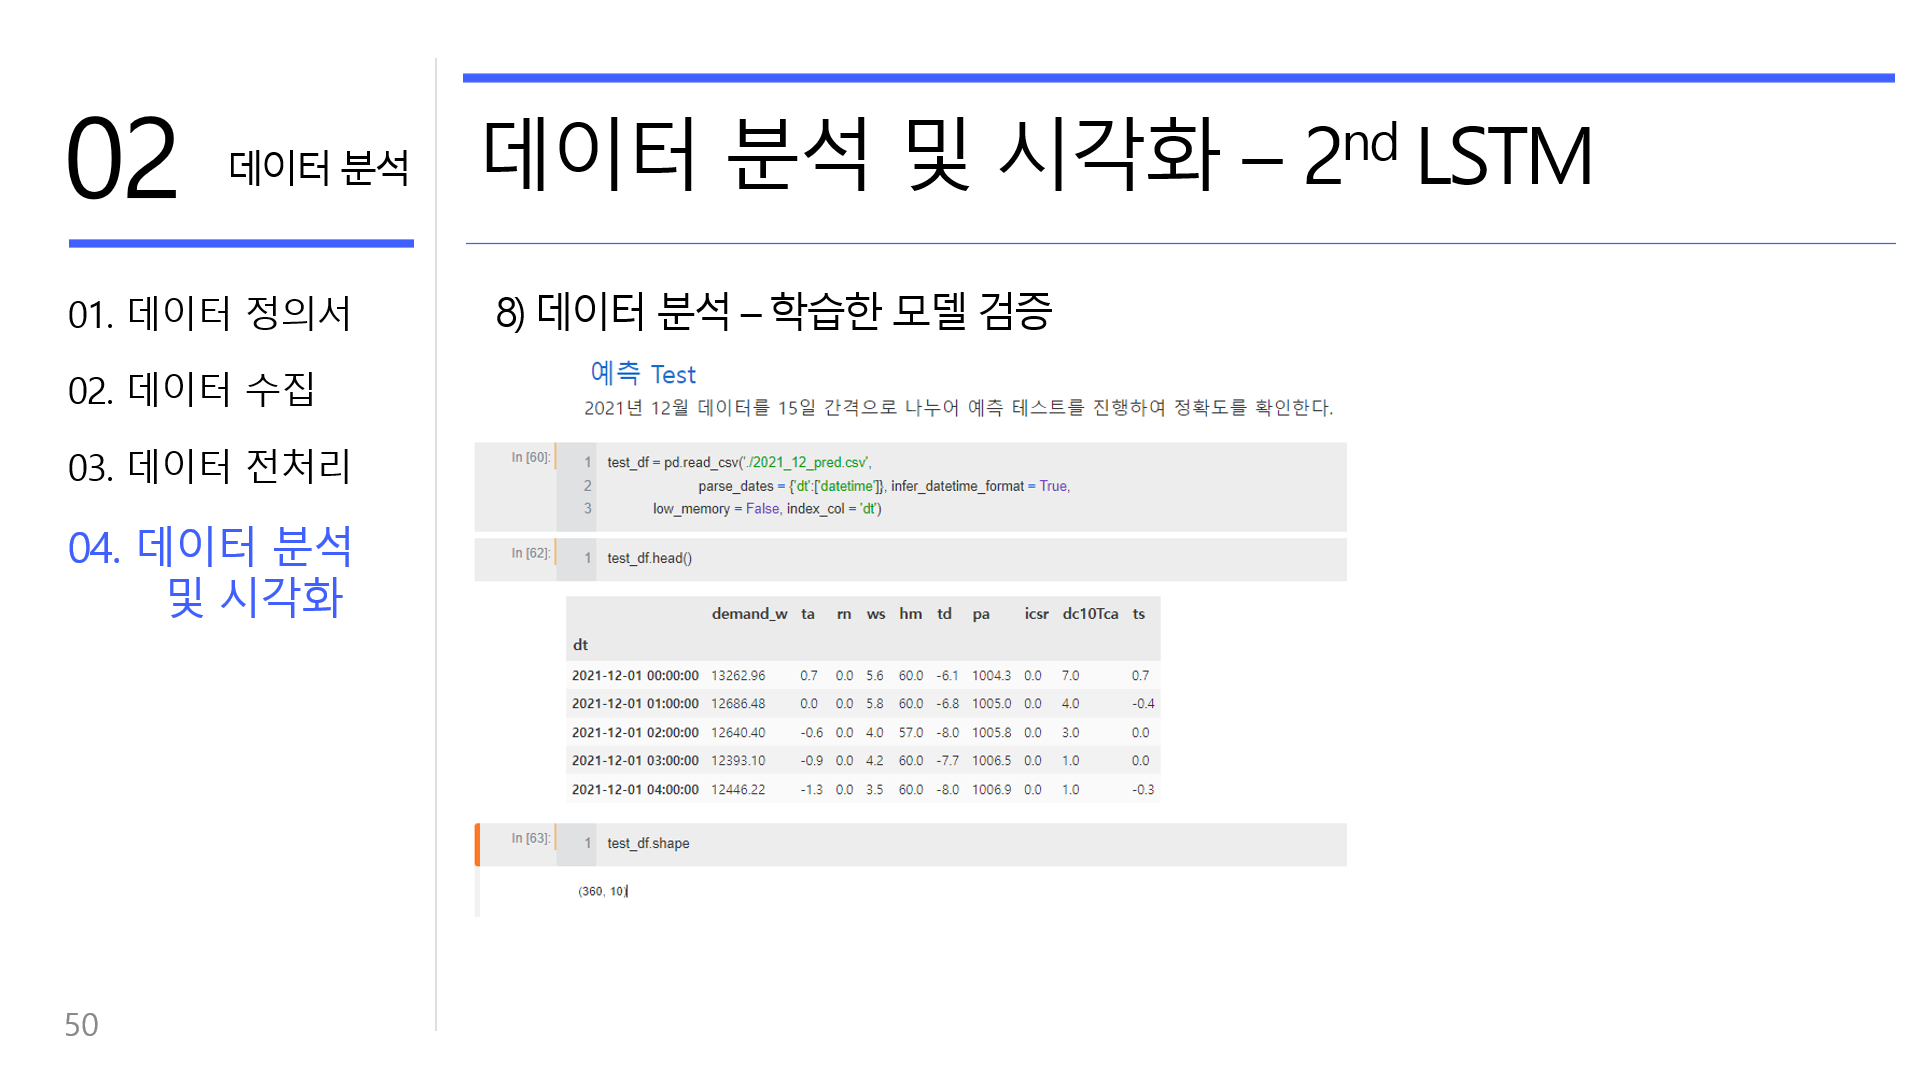 02 데이터 분석
01. 데이터 정의서
02. 데이터 수집
03. 데이터 전처리
04. 데이터 분석
및 시각화
50
데이터 분석 및 시각화 – 2nd LSTM
8) 데이터 분석 – 학습한 모델 검증
예측 Test
2021년 12월 데이터를 15일 간격으로 나누어 예측 테스트를 진행하여 정확도를 확인한다.
In [60]: 1 test_df = pd.read_csv('./2021_12_pred.csv',
2 parse_dates = {'dt':['datetime']}, infer_datetime_format = True,
3 low_memory = False, index_col = 'dt')
In [62]: 1 test_df.head()
demand_w ta rn ws hm td pa icsr dc10Tca ts
dt
2021-12-01 00:00:00 13262.96 0.7 0.0 5.6 60.0 -6.1 1004.3 0.0 7.0 0.7
2021-12-01 01:00:00 12686.48 0.0 0.0 5.8 60.0 -6.8 1005.0 0.0 4.0 -0.4
2021-12-01 02:00:00 12640.40 -0.6 0.0 4.0 57.0 -8.0 1005.8 0.0 3.0 0.0
2021-12-01 03:00:00 12393.10 -0.9 0.0 4.2 60.0 -7.7 1006.5 0.0 1.0 0.0
2021-12-01 04:00:00 12446.22 -1.3 0.0 3.5 60.0 -8.0 1006.9 0.0 1.0 -0.3
In [63]: 1 test_df.shape
(360, 10)